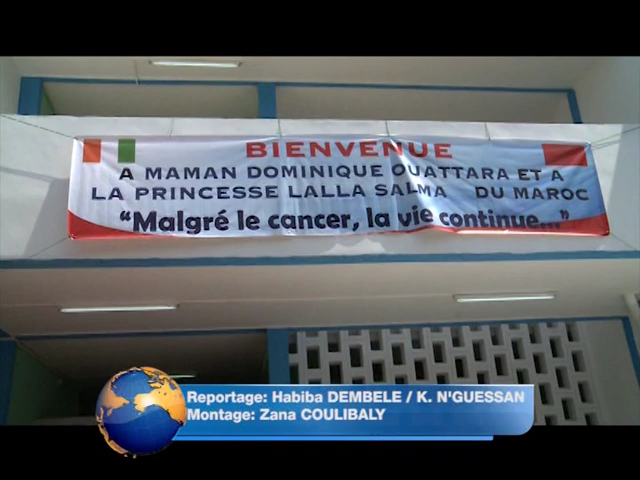 BIENVENUE
A MAMAN DOMINIQUE OUATTARA ET A
LA PRINCESSE LALLA SALMA DU MAROC
"Malgré le cancer, la vie continue..."
Reportage: Habiba DEMBELE / K. N'GUESSAN
Montage: Zana COULIBALY